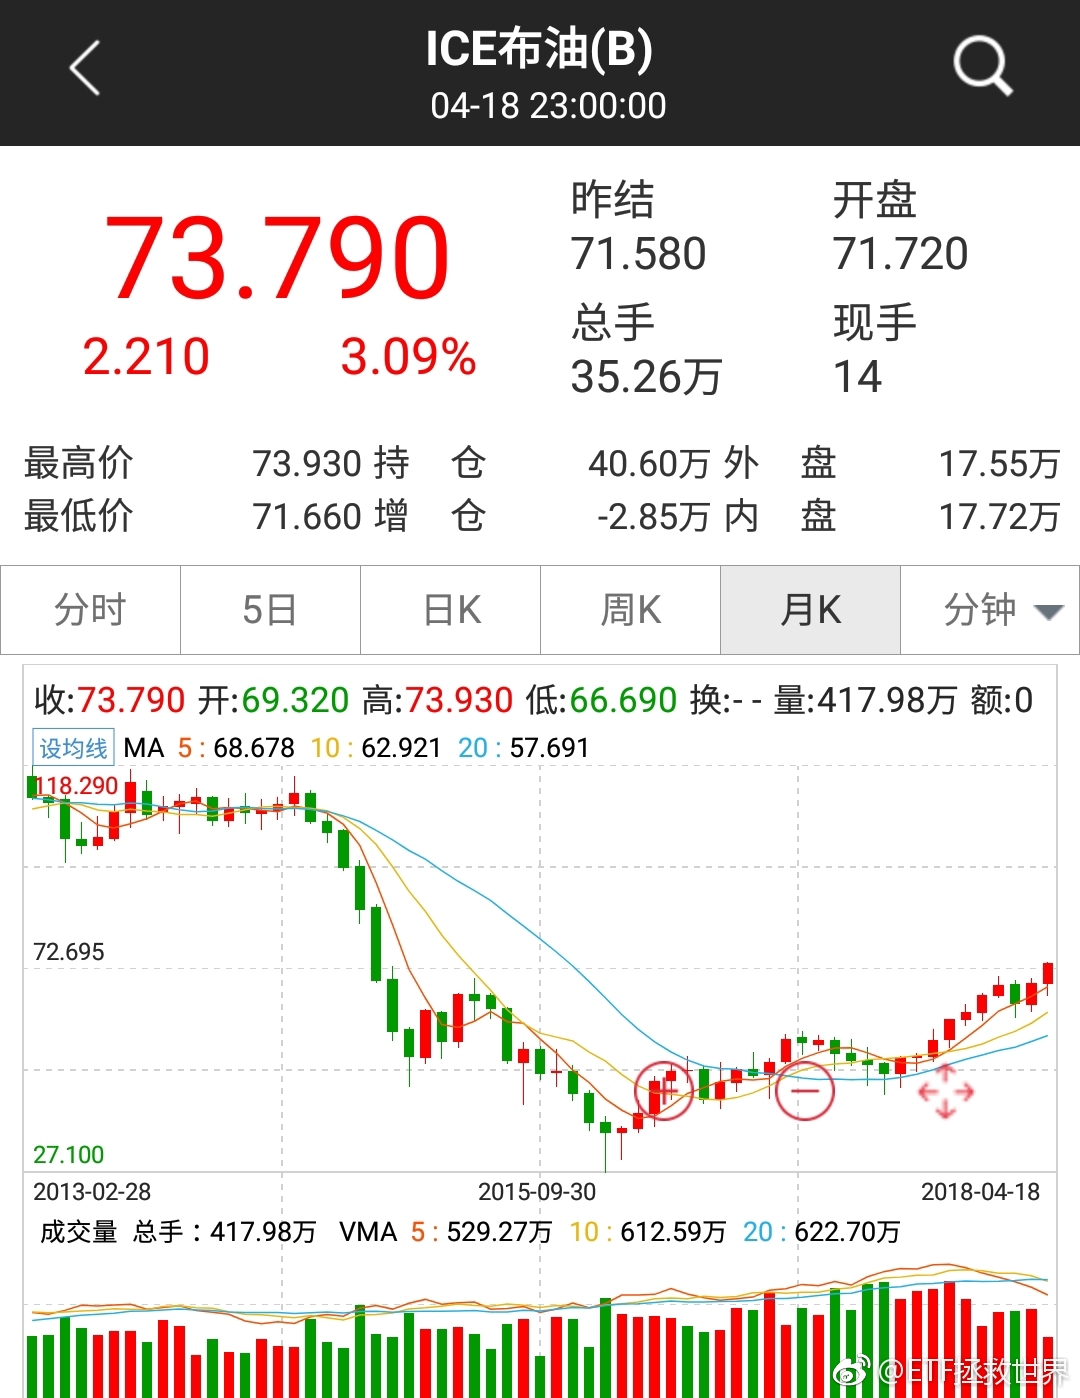 ICE布油(B)
04-18 23:00:00
73.790
2.210 3.09%
昨结 开盘
71.580 71.720
总手 现手
35.26万 14
最高价 73.930 持 仓 40.60万 外 盘 17.55万
最低价 71.660 增 仓 -2.85万 内 盘 17.72万
分时 5日 日K 周K 月K 分钟
收:73.790 开:69.320 高:73.930 低:66.690 换:- - 量:417.98万 额:0
设均线 MA 5 : 68.678 10 : 62.921 20 : 57.691
118.290
72.695
27.100
2013-02-28 2015-09-30 2018-04-18
成交量 总手：417.98万 VMA 5 : 529.27万 10 : 612.59万 20 : 622.70万
@ETF拯救世界